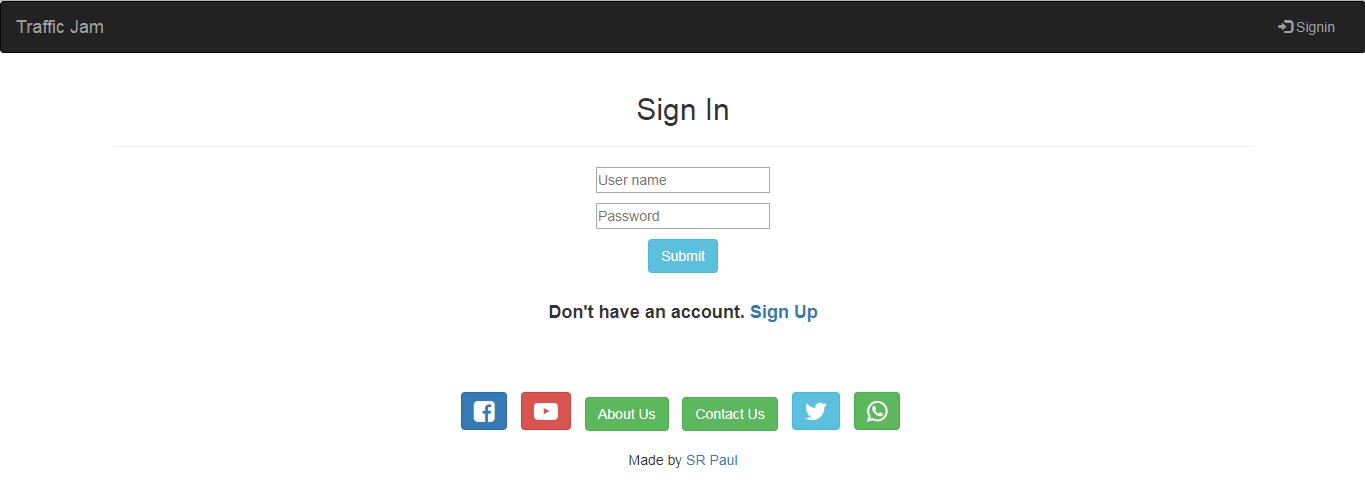 Traffic Jam Signin
Sign In
User name
Password
Submit
Don't have an account. Sign Up
About Us Contact Us
Made by SR Paul